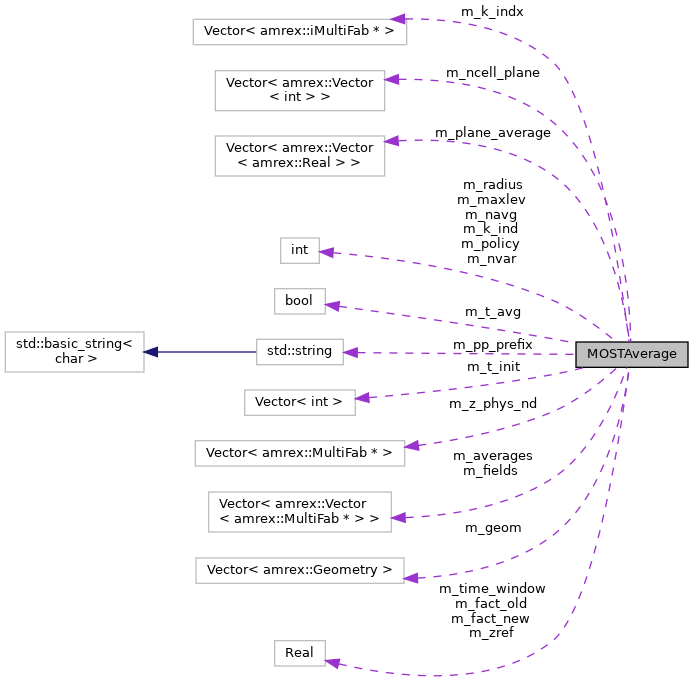 m_k_indx
Vector< amrex::iMultiFab * >
m_ncell_plane
Vector< amrex::Vector
< int > >
m_plane_average
Vector< amrex::Vector
< amrex::Real > >
m_radius
m_maxlev
m_navg
m_k_ind
m_policy
m_nvar
int
bool
m_t_avg
std::basic_string<
char >
std::string
m_pp_prefix
MOSTAverage
m_t_init
Vector< int >
m_z_phys_nd
Vector< amrex::MultiFab * >
m_averages
m_fields
Vector< amrex::Vector
< amrex::MultiFab * > >
m_geom
Vector< amrex::Geometry >
m_time_window
m_fact_old
m_fact_new
m_zref
Real